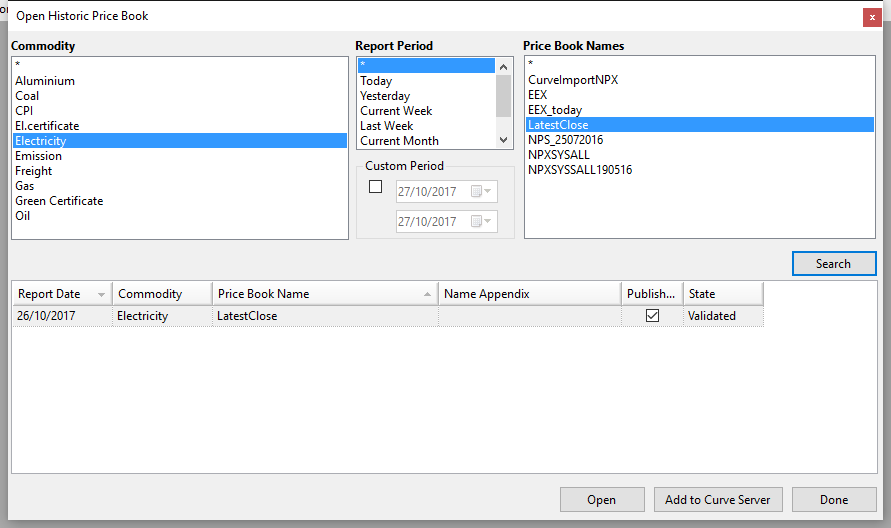 Open Historic Price Book
x
Commodity
*
Aluminium
Coal
CPI
El.certificate
Electricity
Emission
Freight
Gas
Green Certificate
Oil
Report Period
*
Today
Yesterday
Current Week
Last Week
Current Month
Custom Period
27/10/2017
27/10/2017
Price Book Names
*
CurveImportNPX
EEX
EEX_today
LatestClose
NPS_25072016
NPXSYSALL
NPXSYSSALL190516
Search
Report Date Commodity Price Book Name Name Appendix Publish... State
26/10/2017 Electricity LatestClose Validated
Open Add to Curve Server Done